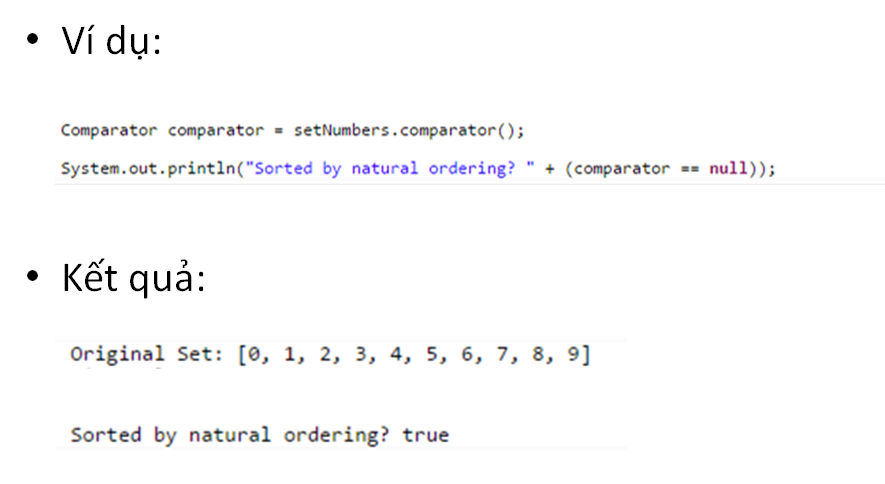 • Ví dụ:
Comparator comparator = setNumbers.comparator();
System.out.println("Sorted by natural ordering? " + (comparator == null));
• Kết quả:
Original Set: [0, 1, 2, 3, 4, 5, 6, 7, 8, 9]
Sorted by natural ordering? true